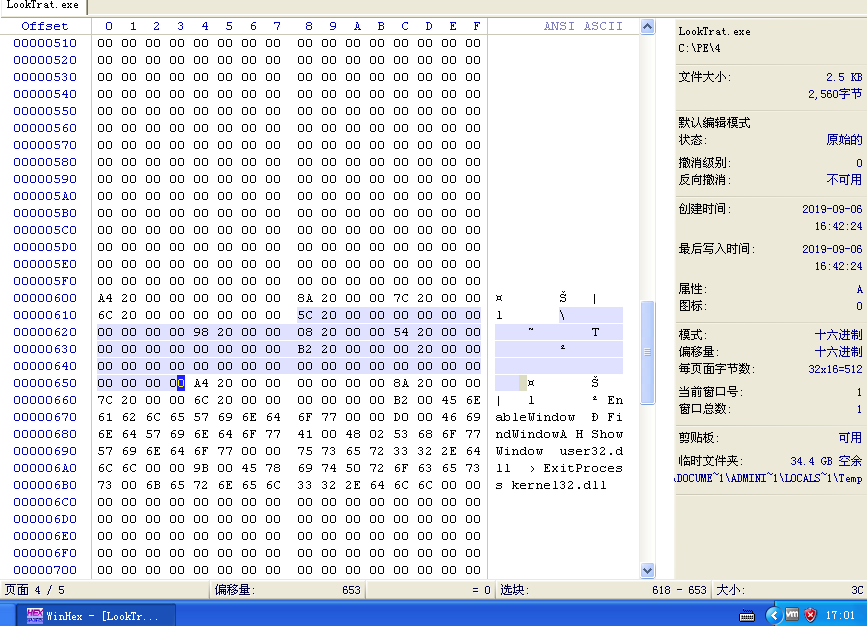 LookTrat.exe
Offset 0 1 2 3 4 5 6 7 8 9 A B C D E F ANSI ASCII
00000510 00 00 00 00 00 00 00 00 00 00 00 00 00 00 00 00
00000520 00 00 00 00 00 00 00 00 00 00 00 00 00 00 00 00
00000530 00 00 00 00 00 00 00 00 00 00 00 00 00 00 00 00
00000540 00 00 00 00 00 00 00 00 00 00 00 00 00 00 00 00
00000550 00 00 00 00 00 00 00 00 00 00 00 00 00 00 00 00
00000560 00 00 00 00 00 00 00 00 00 00 00 00 00 00 00 00
00000570 00 00 00 00 00 00 00 00 00 00 00 00 00 00 00 00
00000580 00 00 00 00 00 00 00 00 00 00 00 00 00 00 00 00
00000590 00 00 00 00 00 00 00 00 00 00 00 00 00 00 00 00
000005A0 00 00 00 00 00 00 00 00 00 00 00 00 00 00 00 00
000005B0 00 00 00 00 00 00 00 00 00 00 00 00 00 00 00 00
000005C0 00 00 00 00 00 00 00 00 00 00 00 00 00 00 00 00
000005D0 00 00 00 00 00 00 00 00 00 00 00 00 00 00 00 00
000005E0 00 00 00 00 00 00 00 00 00 00 00 00 00 00 00 00
000005F0 00 00 00 00 00 00 00 00 00 00 00 00 00 00 00 00
00000600 A4 20 00 00 00 00 00 00 8A 20 00 00 7C 20 00 00 ¤ Š |
00000610 6C 20 00 00 00 00 00 00 5C 20 00 00 00 00 00 00 l \
00000620 00 00 00 00 98 20 00 00 08 20 00 00 54 20 00 00 ˜ T
00000630 00 00 00 00 00 00 00 00 B2 20 00 00 00 20 00 00 ²
00000640 00 00 00 00 00 00 00 00 00 00 00 00 00 00 00 00
00000650 00 00 00 00 A4 20 00 00 00 00 00 00 8A 20 00 00 ¤ Š
00000660 7C 20 00 00 6C 20 00 00 00 00 00 00 B2 00 45 6E | l ² En
00000670 61 62 6C 65 57 69 6E 64 6F 77 00 00 D0 00 46 69 ableWindow Ð Fi
00000680 6E 64 57 69 6E 64 6F 77 41 00 48 02 53 68 6F 77 ndWindowA H Show
00000690 57 69 6E 64 6F 77 00 00 75 73 65 72 33 32 2E 64 Window user32.d
000006A0 6C 6C 00 00 9B 00 45 78 69 74 50 72 6F 63 65 73 ll › ExitProces
000006B0 73 00 6B 65 72 6E 65 6C 33 32 2E 64 6C 6C 00 00 s kernel32.dll
000006C0 00 00 00 00 00 00 00 00 00 00 00 00 00 00 00 00
000006D0 00 00 00 00 00 00 00 00 00 00 00 00 00 00 00 00
000006E0 00 00 00 00 00 00 00 00 00 00 00 00 00 00 00 00
000006F0 00 00 00 00 00 00 00 00 00 00 00 00 00 00 00 00
00000700 00 00 00 00 00 00 00 00 00 00 00 00 00 00 00 00
LookTrat.exe
C:\PE\4
文件大小: 2.5 KB
2,560字节
默认编辑模式
状态: 原始的
撤消级别: 0
反向撤消: 不可用
创建时间: 2019-09-06
16:42:24
最后写入时间: 2019-09-06
16:42:24
属性: A
图标: 0
模式: 十六进制
偏移量: 十六进制
每页面字节数: 32x16=512
当前窗口号: 1
窗口总数: 1
剪贴板: 可用
临时文件夹: 34.4 GB 空余
\DOCUME~1\ADMINI~1\LOCALS~1\Temp
页面 4 / 5 偏移量: 653 = 0 选块: 618 - 653 大小: 3C
WinHex - [LookTr... 17:01